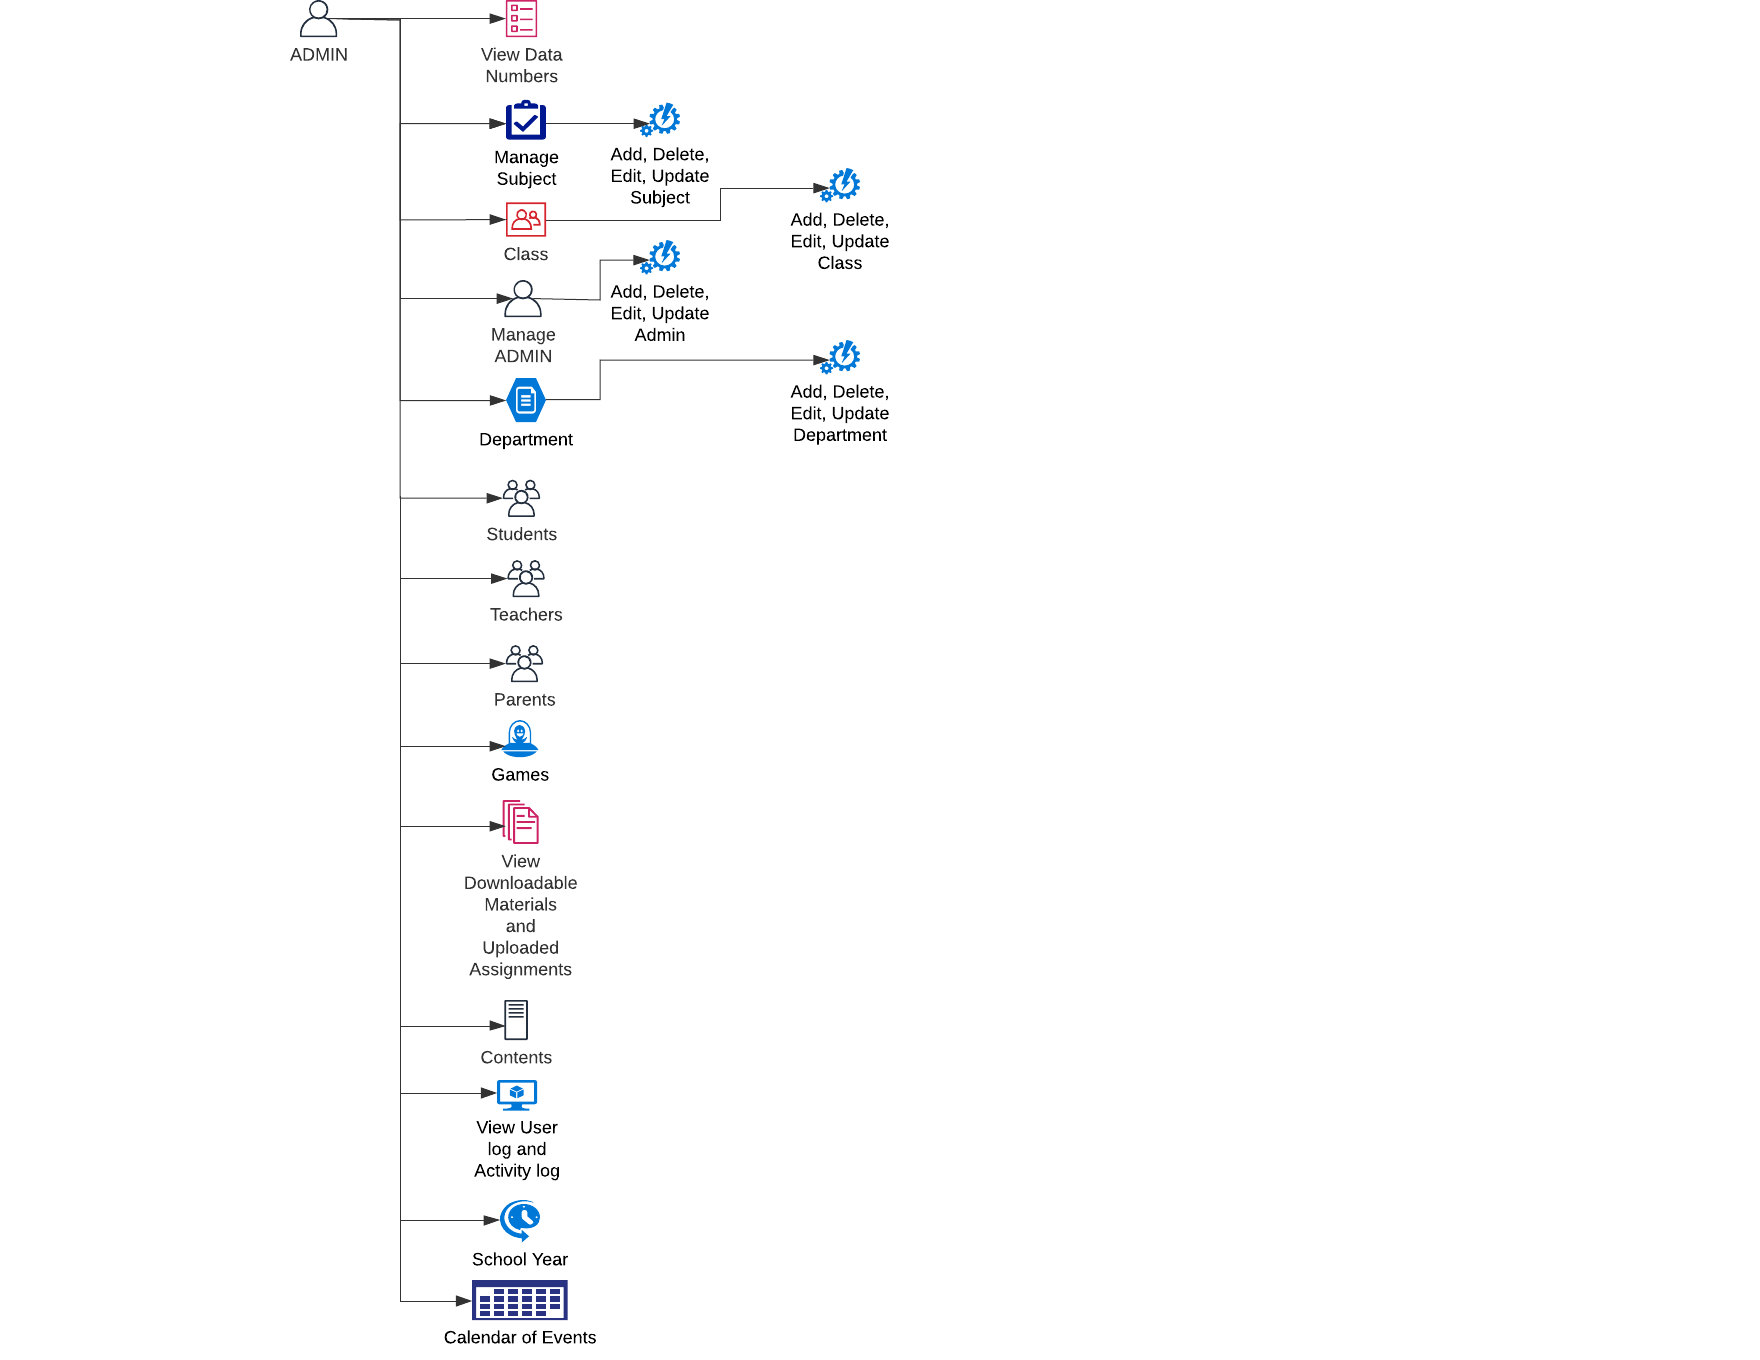 ADMIN
View Data
Numbers
Manage
Subject
Add, Delete,
Edit, Update
Subject
Class
Add, Delete,
Edit, Update
Class
Manage
ADMIN
Add, Delete,
Edit, Update
Admin
Department
Add, Delete,
Edit, Update
Department
Students
Teachers
Parents
Games
View
Downloadable
Materials
and
Uploaded
Assignments
Contents
View User
log and
Activity log
School Year
Calendar of Events